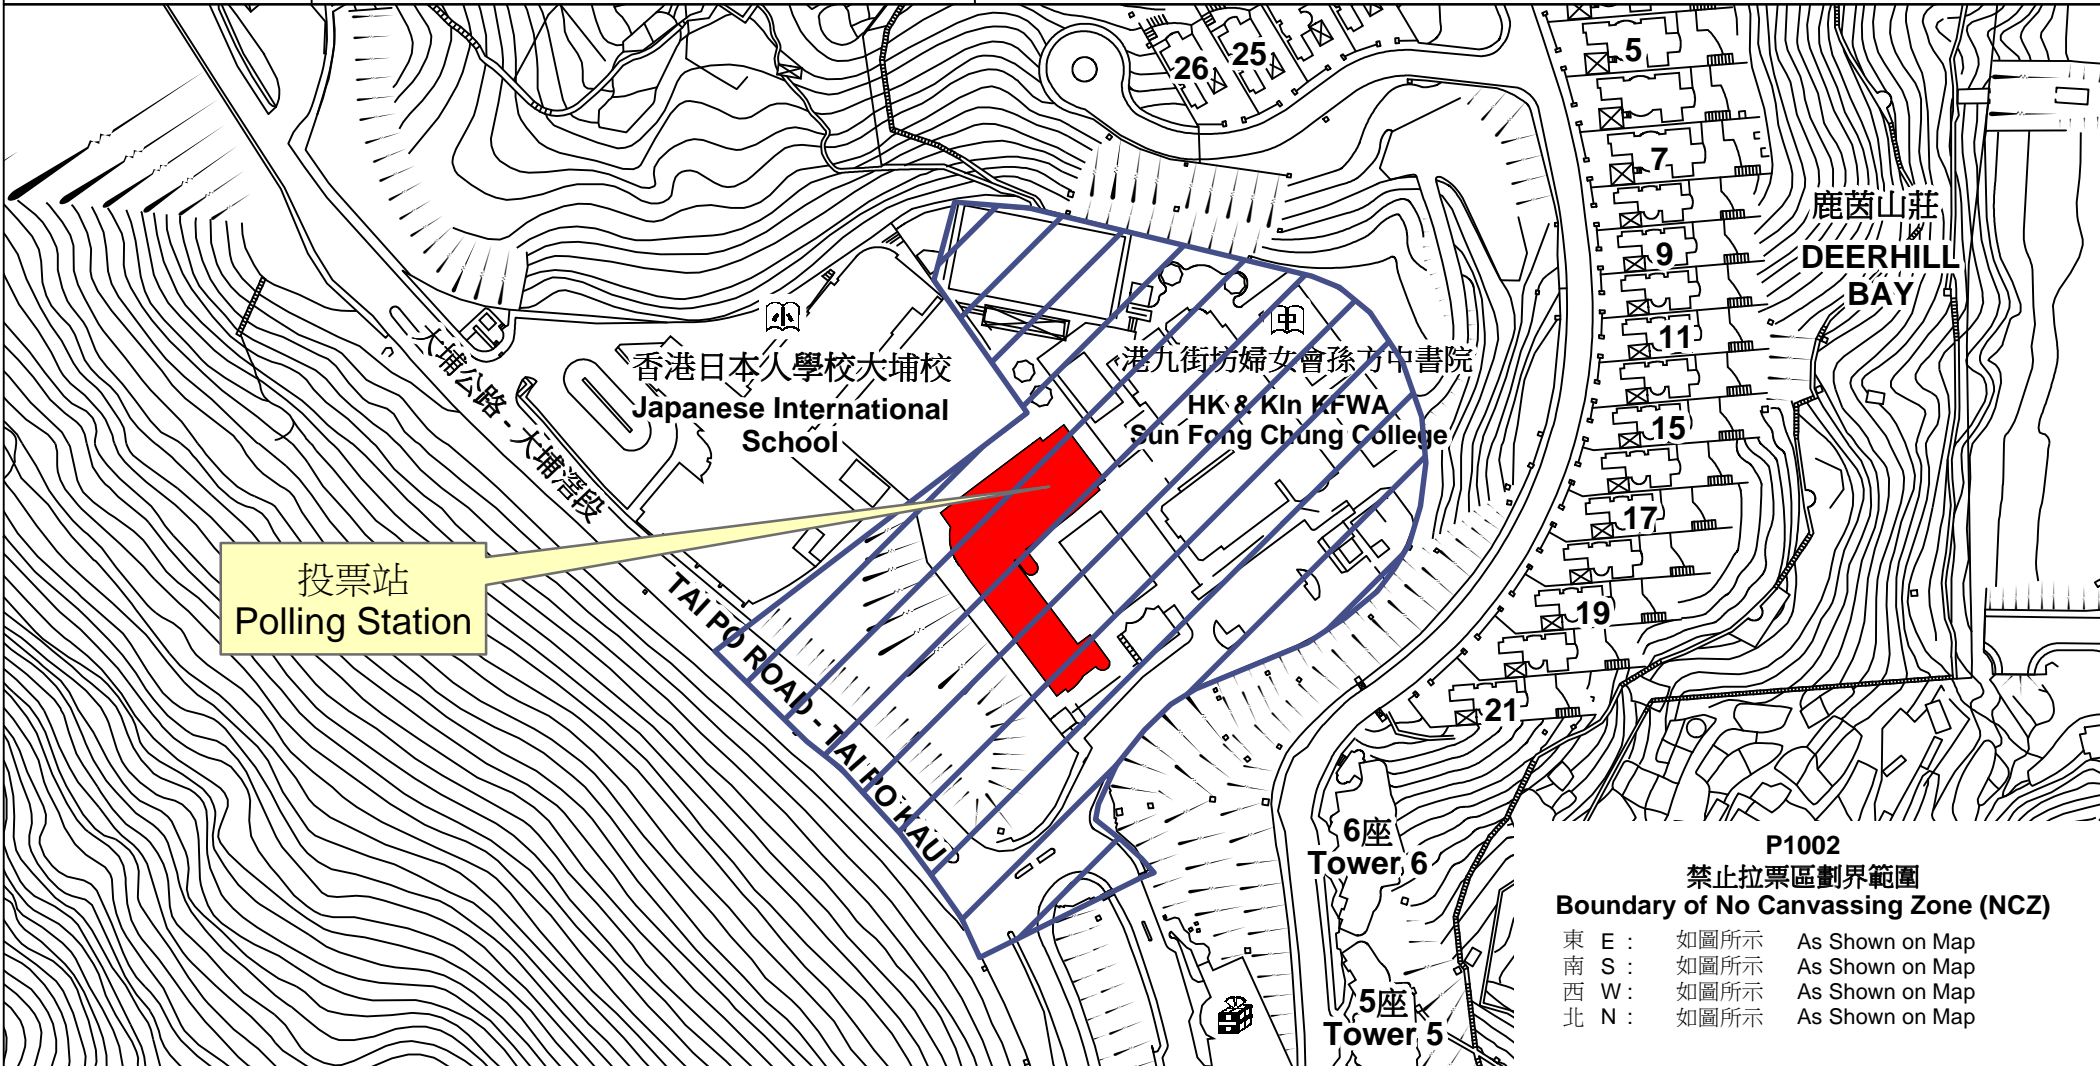 26
25
5
7
鹿茵山莊
DEERHILL
BAY
9
11
15
17
19
21
小
香港日本人學校大埔校
Japanese International
School
中
港九街坊婦女會孫方中書院
HK & Kln KFWA
Sun Fong Chung College
大埔公路 - 大埔滘段
TAI PO ROAD - TAI PO KAU
投票站
Polling Station
6座
Tower 6
5座
Tower 5
P1002
禁止拉票區劃界範圍
Boundary of No Canvassing Zone (NCZ)
東 E : 如圖所示 As Shown on Map
南 S : 如圖所示 As Shown on Map
西 W : 如圖所示 As Shown on Map
北 N : 如圖所示 As Shown on Map